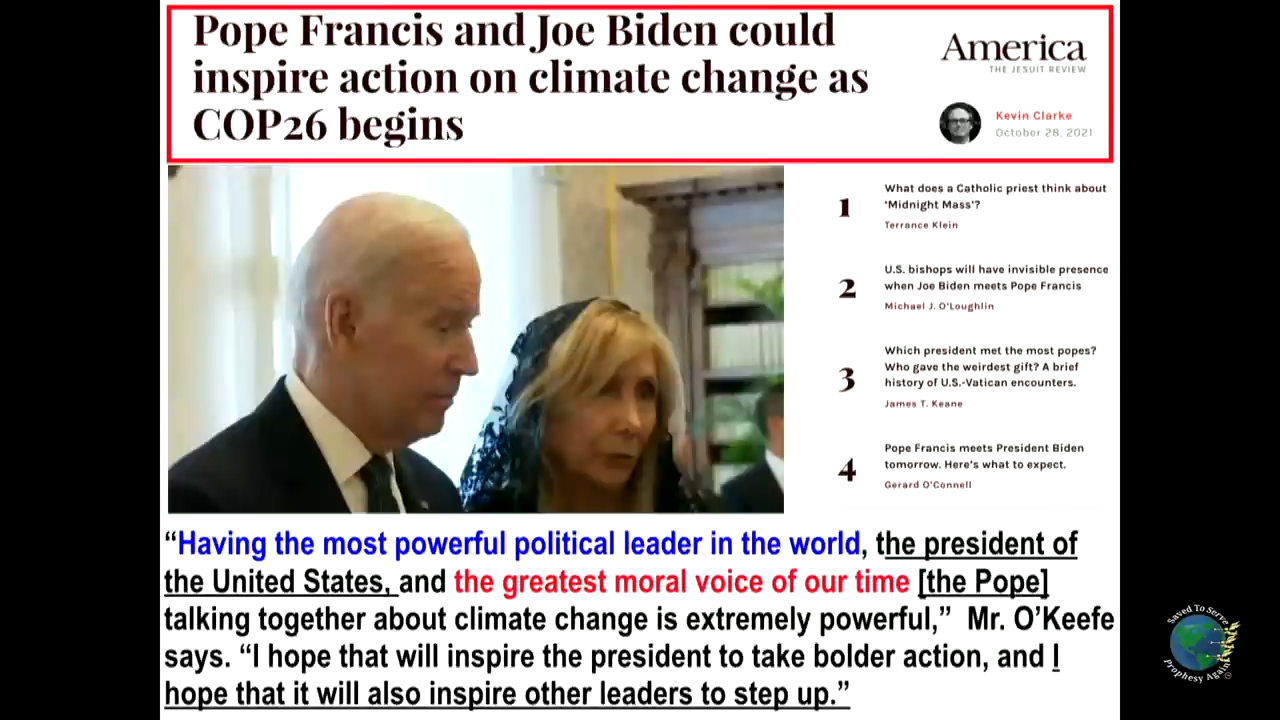 Pope Francis and Joe Biden could
inspire action on climate change as
COP26 begins
America
THE JESUIT REVIEW
Kevin Clarke
October 28, 2021
1
What does a Catholic priest think about
‘Midnight Mass’?
Terrance Klein
2
U.S. bishops will have invisible presence
when Joe Biden meets Pope Francis
Michael J. O’Loughlin
3
Which president met the most popes?
Who gave the weirdest gift? A brief
history of U.S.-Vatican encounters.
James T. Keane
4
Pope Francis meets President Biden
tomorrow. Here’s what to expect.
Gerard O’Connell
“Having the most powerful political leader in the world, the president of
the United States, and the greatest moral voice of our time [the Pope]
talking together about climate change is extremely powerful,” Mr. O’Keefe
says. “I hope that will inspire the president to take bolder action, and I
hope that it will also inspire other leaders to step up.”
Saved To Serve
Prophesy Again